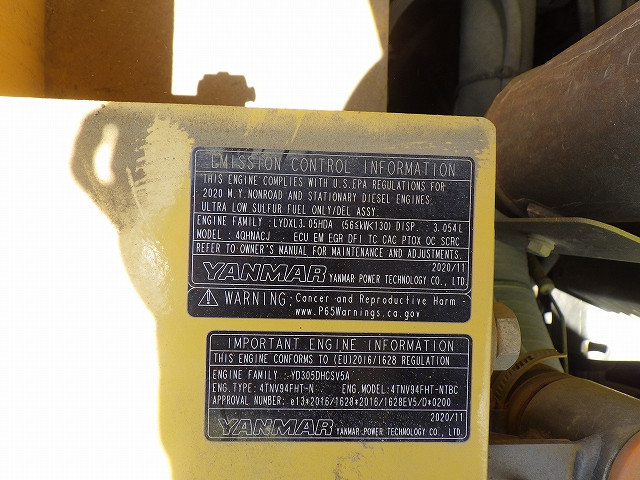 EMISSION CONTROL INFORMATION
THIS ENGINE COMPLIES WITH U.S.EPA REGULATIONS FOR
2020 M.Y.NONROAD AND STATIONARY DIESEL ENGINES.
ULTRA LOW SULFUR FUEL ONLY/DEL ASSY.
ENGINE FAMILY : LYDXL3.05HDA (56≤kW<130) DISP. : 3.054L
MODEL : 4QHNACJ ECU EM EGR DFI TC CAC PTOX OC SCRC
REFER TO OWNER'S MANUAL FOR MAINTENANCE AND ADJUSTMENTS.
2020/11
YANMAR YANMAR POWER TECHNOLOGY CO., LTD.
WARNING: Cancer and Reproductive Harm -
www.P65Warnings.ca.gov
IMPORTANT ENGINE INFORMATION
THIS ENGINE CONFORMS TO (EU)2016/1628 REGULATION
ENGINE FAMILY : YD305DHCSV5A
ENG.TYPE: 4TNV94FHT-N ENG.MODEL: 4TNV94FHT-NTBC
APPROVAL NUMBER: e13*2016/1628*2016/1628EV5/D*0200
2020/11
YANMAR YANMAR POWER TECHNOLOGY CO., LTD.